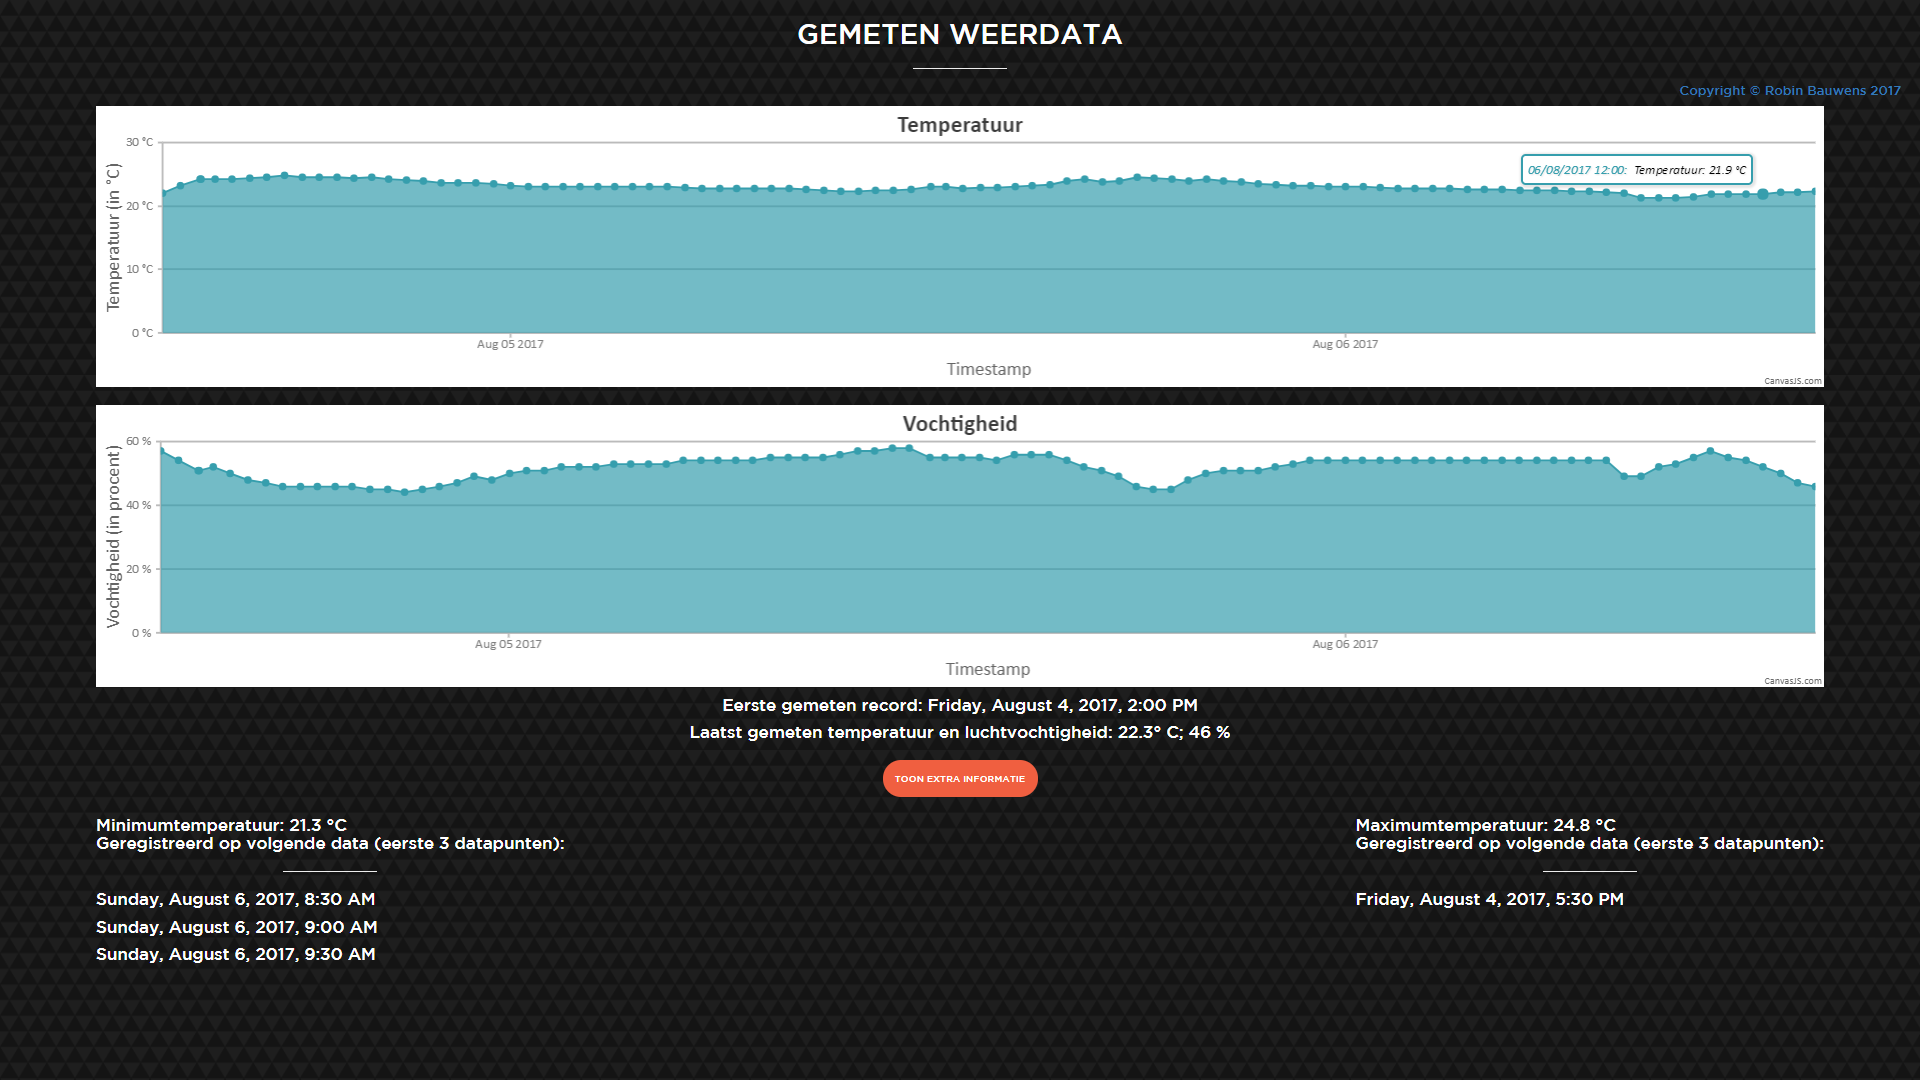 GEMETEN WEERDATA
Copyright © Robin Bauwens 2017
Temperatuur
Temperatuur (in °C)
30 °C
20 °C
10 °C
0 °C
06/08/2017 12:00: Temperatuur: 21.9 °C
Aug 05 2017
Aug 06 2017
Timestamp
CanvasJS.com
Vochtigheid
Vochtigheid (in procent)
60 %
40 %
20 %
0 %
Aug 05 2017
Aug 06 2017
Timestamp
CanvasJS.com
Eerste gemeten record: Friday, August 4, 2017, 2:00 PM
Laatst gemeten temperatuur en luchtvochtigheid: 22.3° C; 46 %
TOON EXTRA INFORMATIE
Minimumtemperatuur: 21.3 °C
Geregistreerd op volgende data (eerste 3 datapunten):
Sunday, August 6, 2017, 8:30 AM
Sunday, August 6, 2017, 9:00 AM
Sunday, August 6, 2017, 9:30 AM
Maximumtemperatuur: 24.8 °C
Geregistreerd op volgende data (eerste 3 datapunten):
Friday, August 4, 2017, 5:30 PM